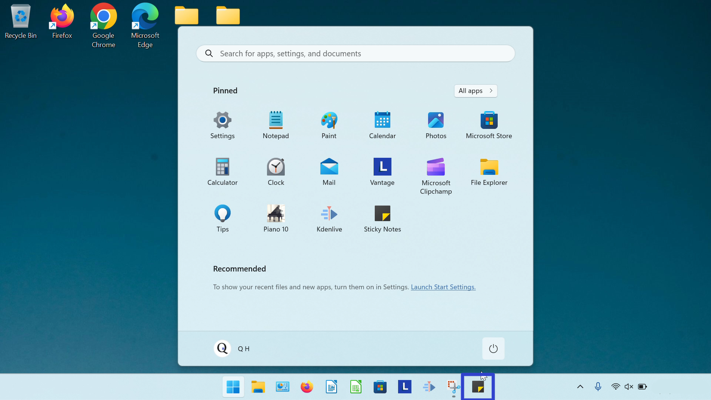 Recycle Bin
Firefox
Google
Chrome
Microsoft
Edge
Search for apps, settings, and documents
Pinned
All apps
Settings
Notepad
Paint
Calendar
Photos
Microsoft Store
Calculator
Clock
Mail
L
Vantage
Microsoft
Clipchamp
File Explorer
Tips
Piano 10
Kdenlive
Sticky Notes
Recommended
To show your recent files and new apps, turn them on in Settings. Launch Start Settings.
Q
Q H
L